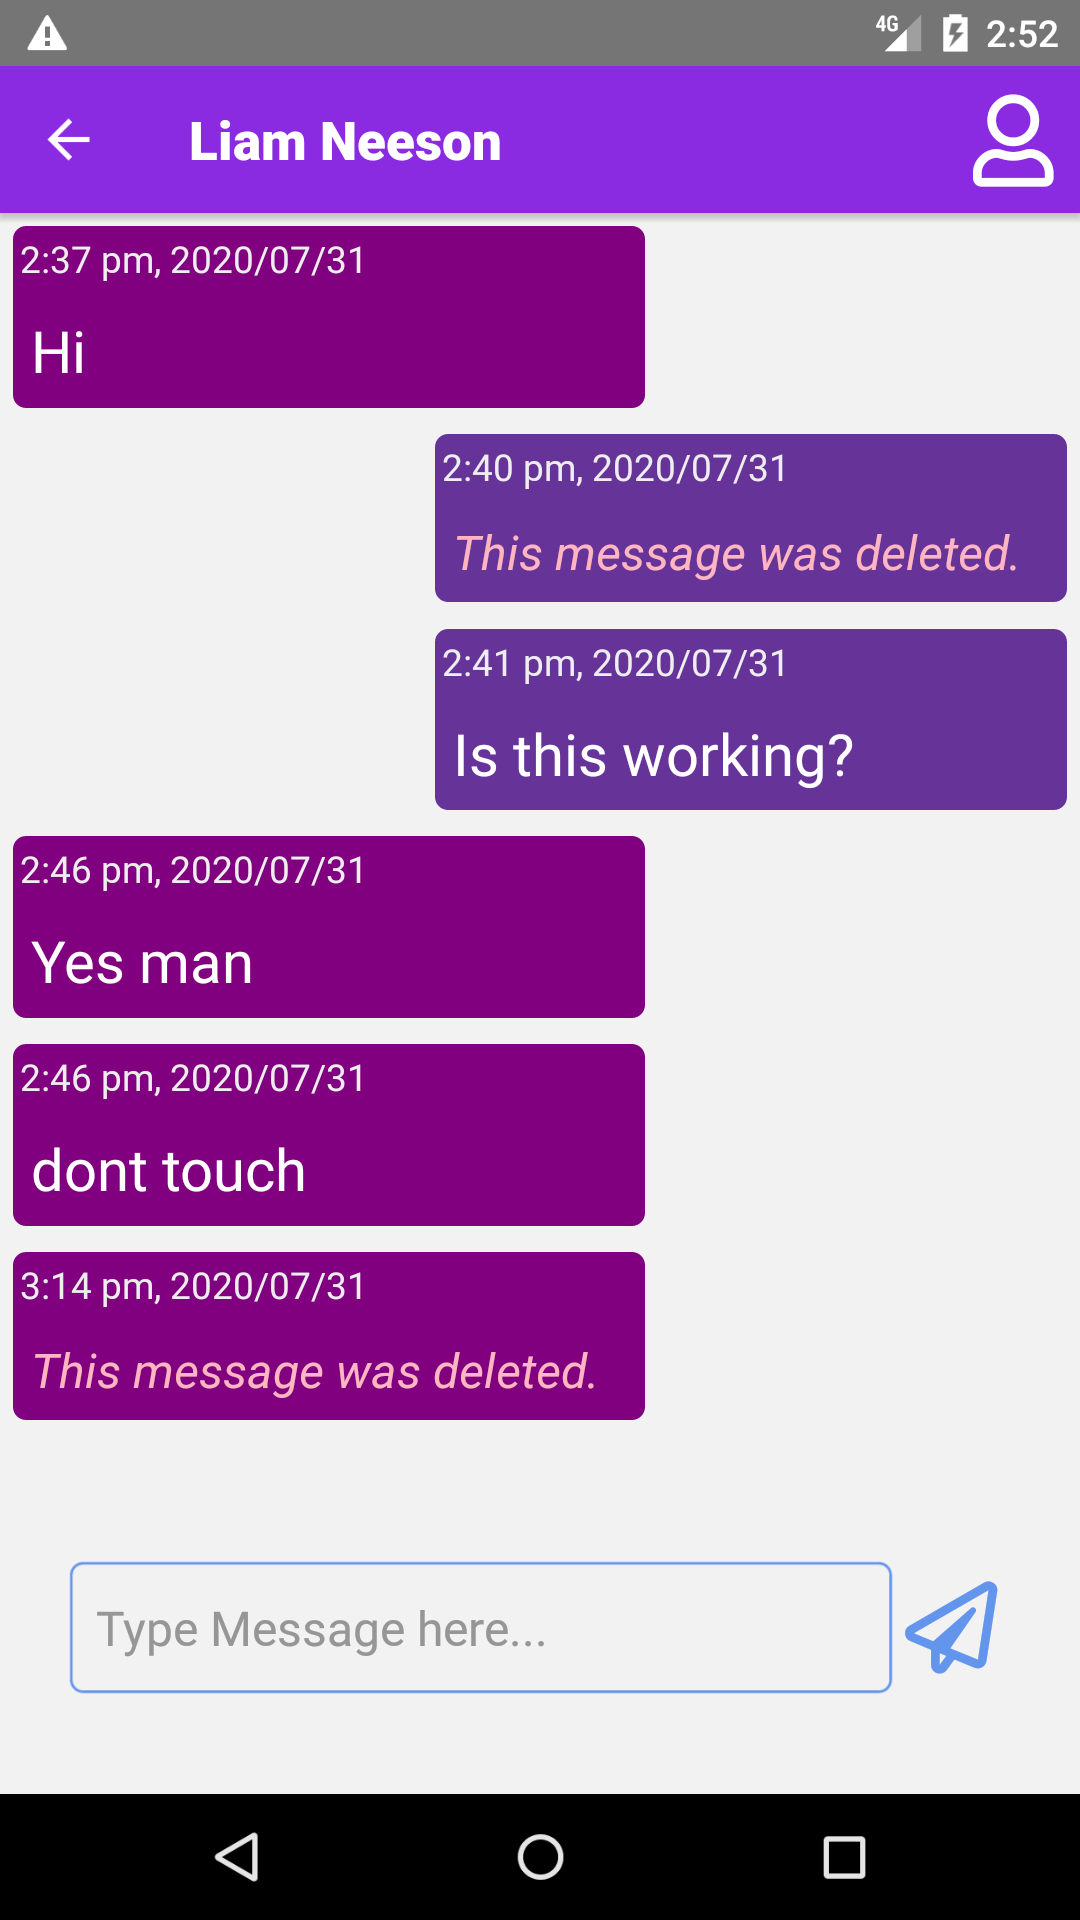 4G 2:52
Liam Neeson
2:37 pm, 2020/07/31
Hi
2:40 pm, 2020/07/31
This message was deleted.
2:41 pm, 2020/07/31
Is this working?
2:46 pm, 2020/07/31
Yes man
2:46 pm, 2020/07/31
dont touch
3:14 pm, 2020/07/31
This message was deleted.
Type Message here...